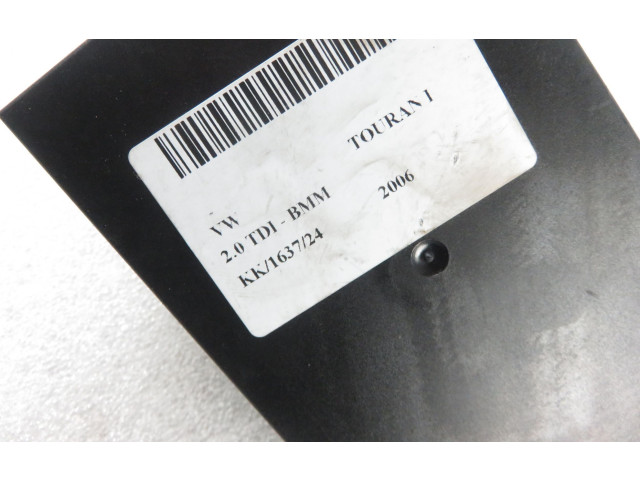 VW TOURAN I
2.0 TDI - BMM 2006
KK/1637/24